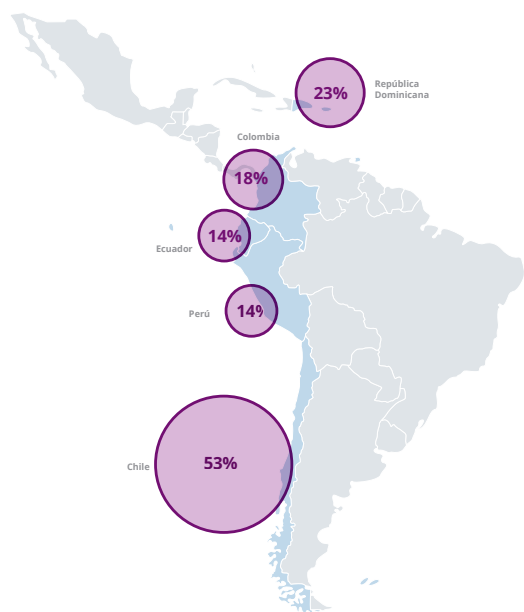 República
Dominicana
23%
Colombia
18%
14%
Ecuador
14%
Perú
53%
Chile